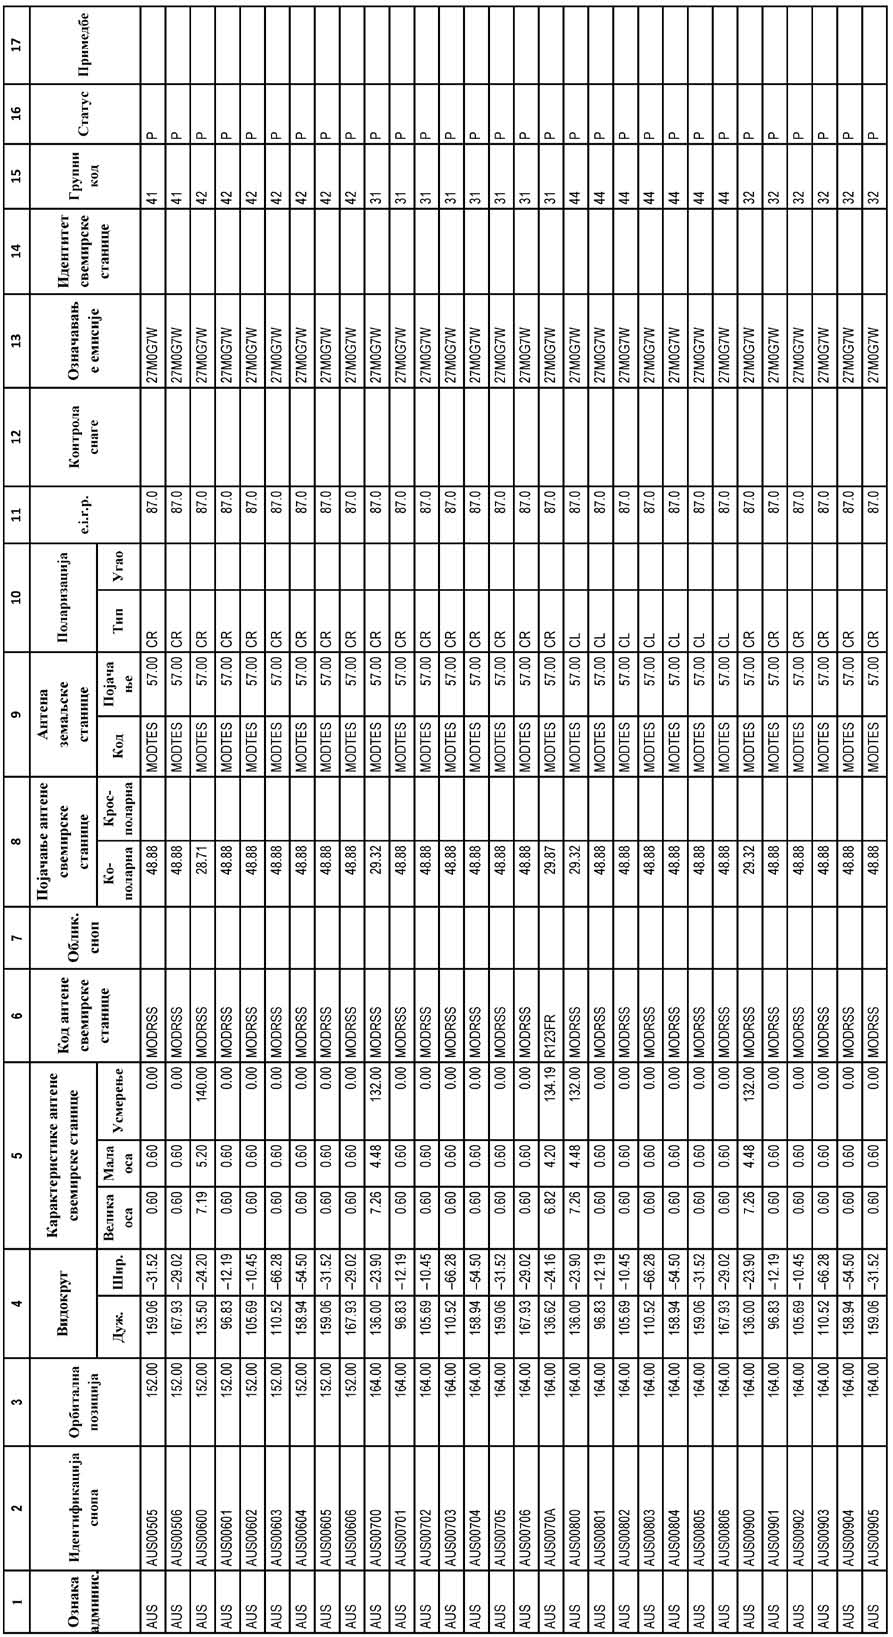 1 2 3 4 5 6 7 8 9 10 11 12 13 14 15 16 17
Ознака админис. Идентификација снопа Орбитална позиција Видокруг Карактеристике антене свемирске станице Код антене свемирске станице Облик. сноп Појачање антене свемирске станице Антена земаљске станице Поларизација e.i.r.p. Контрола снаге Означавањ е емисије Идентитет свемирске станице Групни код Статус Примедбе
Дуж. Шир. Велика оса Мала оса Усмерење Ко-поларна Крос-поларна Код Појача ње Тип Угао
AUS AUS00505 152.00 159.06 –31.52 0.60 0.60 0.00 MODRSS 48.88 MODTES 57.00 CR 87.0 27M0G7W 41 P
AUS AUS00506 152.00 167.93 –29.02 0.60 0.60 0.00 MODRSS 48.88 MODTES 57.00 CR 87.0 27M0G7W 41 P
AUS AUS00600 152.00 135.50 –24.20 7.19 5.20 140.00 MODRSS 28.71 MODTES 57.00 CR 87.0 27M0G7W 42 P
AUS AUS00601 152.00 96.83 –12.19 0.60 0.60 0.00 MODRSS 48.88 MODTES 57.00 CR 87.0 27M0G7W 42 P
AUS AUS00602 152.00 105.69 –10.45 0.60 0.60 0.00 MODRSS 48.88 MODTES 57.00 CR 87.0 27M0G7W 42 P
AUS AUS00603 152.00 110.52 –66.28 0.60 0.60 0.00 MODRSS 48.88 MODTES 57.00 CR 87.0 27M0G7W 42 P
AUS AUS00604 152.00 158.94 –54.50 0.60 0.60 0.00 MODRSS 48.88 MODTES 57.00 CR 87.0 27M0G7W 42 P
AUS AUS00605 152.00 159.06 –31.52 0.60 0.60 0.00 MODRSS 48.88 MODTES 57.00 CR 87.0 27M0G7W 42 P
AUS AUS00606 152.00 167.93 –29.02 0.60 0.60 0.00 MODRSS 48.88 MODTES 57.00 CR 87.0 27M0G7W 42 P
AUS AUS00700 164.00 136.00 –23.90 7.26 4.48 132.00 MODRSS 29.32 MODTES 57.00 CR 87.0 27M0G7W 31 P
AUS AUS00701 164.00 96.83 –12.19 0.60 0.60 0.00 MODRSS 48.88 MODTES 57.00 CR 87.0 27M0G7W 31 P
AUS AUS00702 164.00 105.69 –10.45 0.60 0.60 0.00 MODRSS 48.88 MODTES 57.00 CR 87.0 27M0G7W 31 P
AUS AUS00703 164.00 110.52 –66.28 0.60 0.60 0.00 MODRSS 48.88 MODTES 57.00 CR 87.0 27M0G7W 31 P
AUS AUS00704 164.00 158.94 –54.50 0.60 0.60 0.00 MODRSS 48.88 MODTES 57.00 CR 87.0 27M0G7W 31 P
AUS AUS00705 164.00 159.06 –31.52 0.60 0.60 0.00 MODRSS 48.88 MODTES 57.00 CR 87.0 27M0G7W 31 P
AUS AUS00706 164.00 167.93 –29.02 0.60 0.60 0.00 MODRSS 48.88 MODTES 57.00 CR 87.0 27M0G7W 31 P
AUS AUS0070A 164.00 136.62 –24.16 6.82 4.20 134.19 R123FR 29.87 MODTES 57.00 CR 87.0 27M0G7W 31 P
AUS AUS00800 164.00 136.00 –23.90 7.26 4.48 132.00 MODRSS 29.32 MODTES 57.00 CL 87.0 27M0G7W 44 P
AUS AUS00801 164.00 96.83 –12.19 0.60 0.60 0.00 MODRSS 48.88 MODTES 57.00 CL 87.0 27M0G7W 44 P
AUS AUS00802 164.00 105.69 –10.45 0.60 0.60 0.00 MODRSS 48.88 MODTES 57.00 CL 87.0 27M0G7W 44 P
AUS AUS00803 164.00 110.52 –66.28 0.60 0.60 0.00 MODRSS 48.88 MODTES 57.00 CL 87.0 27M0G7W 44 P
AUS AUS00804 164.00 158.94 –54.50 0.60 0.60 0.00 MODRSS 48.88 MODTES 57.00 CL 87.0 27M0G7W 44 P
AUS AUS00805 164.00 159.06 –31.52 0.60 0.60 0.00 MODRSS 48.88 MODTES 57.00 CL 87.0 27M0G7W 44 P
AUS AUS00806 164.00 167.93 –29.02 0.60 0.60 0.00 MODRSS 48.88 MODTES 57.00 CL 87.0 27M0G7W 44 P
AUS AUS00900 164.00 136.00 –23.90 7.26 4.48 132.00 MODRSS 29.32 MODTES 57.00 CR 87.0 27M0G7W 32 P
AUS AUS00901 164.00 96.83 –12.19 0.60 0.60 0.00 MODRSS 48.88 MODTES 57.00 CR 87.0 27M0G7W 32 P
AUS AUS00902 164.00 105.69 –10.45 0.60 0.60 0.00 MODRSS 48.88 MODTES 57.00 CR 87.0 27M0G7W 32 P
AUS AUS00903 164.00 110.52 –66.28 0.60 0.60 0.00 MODRSS 48.88 MODTES 57.00 CR 87.0 27M0G7W 32 P
AUS AUS00904 164.00 158.94 –54.50 0.60 0.60 0.00 MODRSS 48.88 MODTES 57.00 CR 87.0 27M0G7W 32 P
AUS AUS00905 164.00 159.06 –31.52 0.60 0.60 0.00 MODRSS 48.88 MODTES 57.00 CR 87.0 27M0G7W 32 P